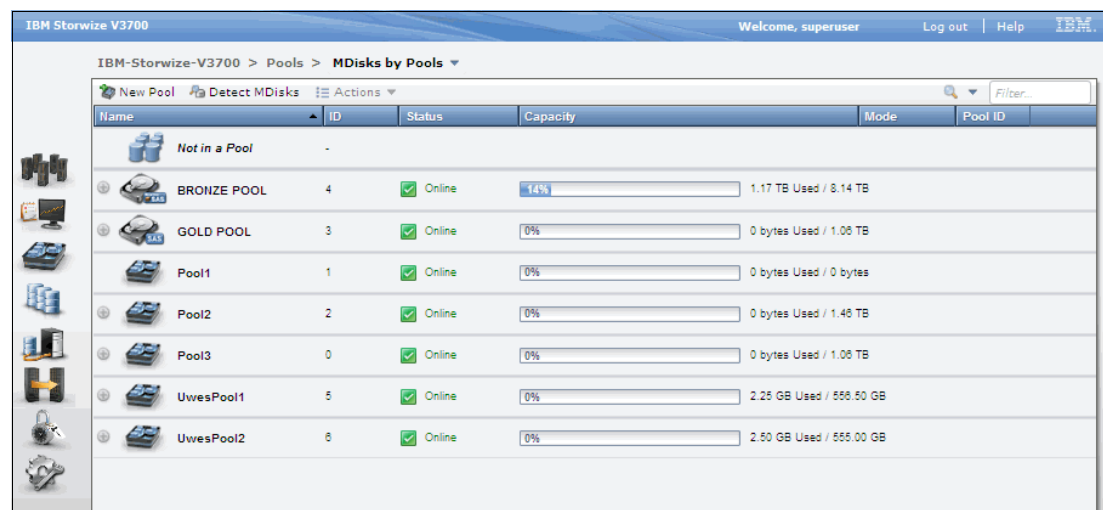 IBM Storwize V3700 Welcome, superuser Log out | Help IBM.
IBM-Storwize-V3700 > Pools > MDisks by Pools
New Pool Detect MDisks Actions Filter...
Name ID Status Capacity Mode Pool ID
Not in a Pool -
BRONZE POOL 4 Online 14% 1.17 TB Used / 8.14 TB
SAS
GOLD POOL 3 Online 0% 0 bytes Used / 1.06 TB
SAS
Pool1 1 Online 0% 0 bytes Used / 0 bytes
Pool2 2 Online 0% 0 bytes Used / 1.46 TB
Pool3 0 Online 0% 0 bytes Used / 1.06 TB
UwesPool1 5 Online 0% 2.25 GB Used / 556.50 GB
UwesPool2 6 Online 0% 2.50 GB Used / 555.00 GB